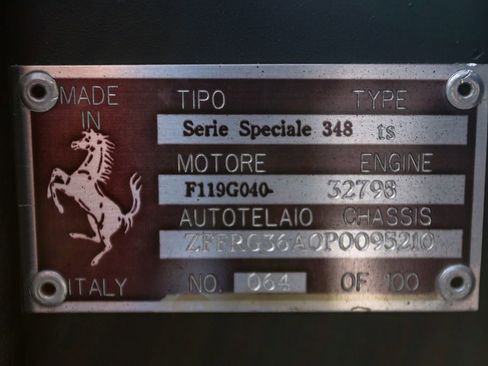 MADE IN ITALY
TIPO TYPE
Serie Speciale 348 ts
MOTORE ENGINE
F119G040- 32798
AUTOTELAIO CHASSIS
ZFFRG36A0P0095210
NO. 064 OF 100